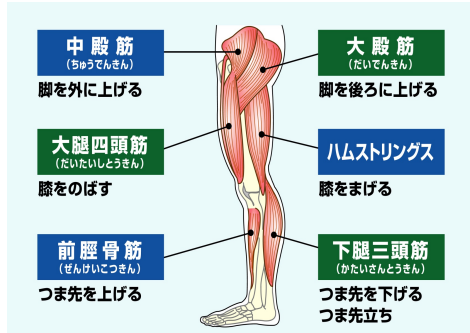 中殿筋
(ちゅうでんきん)
脚を外に上げる
大殿筋
(だいでんきん)
脚を後ろに上げる
大腿四頭筋
(だいたいしとうきん)
膝をのばす
ハムストリングス
膝をまげる
前脛骨筋
(ぜんけいこつきん)
つま先を上げる
下腿三頭筋
(かたいさんとうきん)
つま先を下げる
つま先立ち